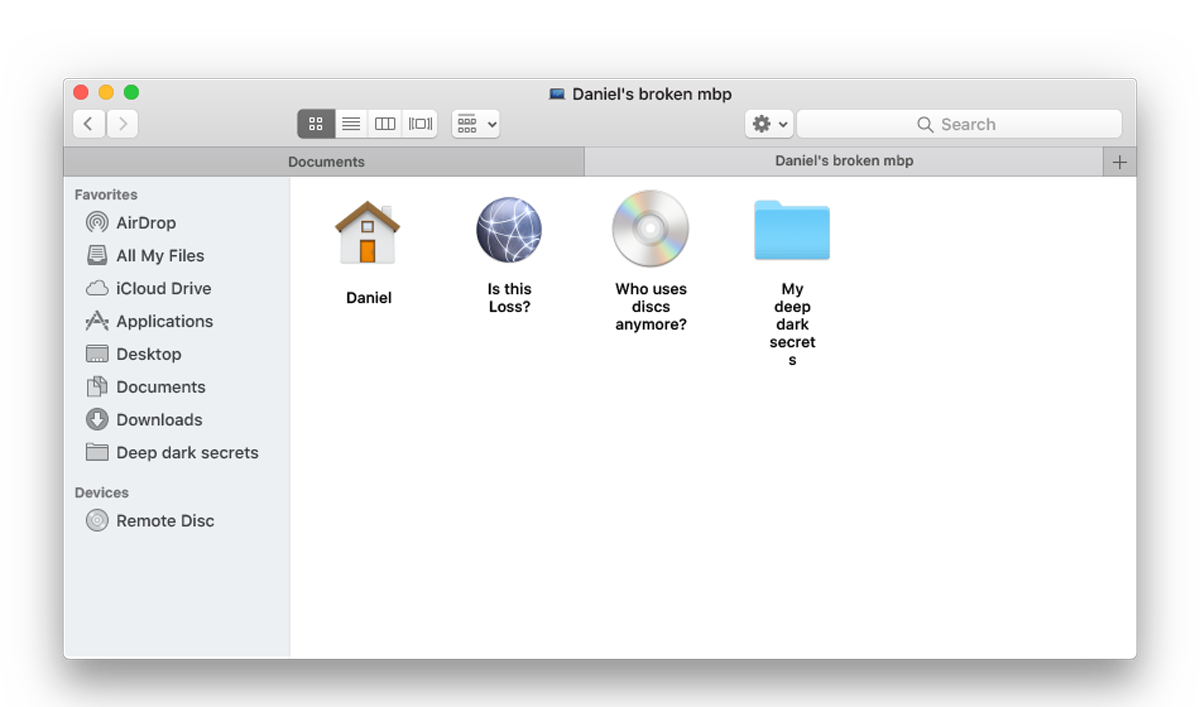 Daniel's broken mbp
Search
Documents
Daniel's broken mbp
Favorites
AirDrop
All My Files
iCloud Drive
Applications
Desktop
Documents
Downloads
Deep dark secrets
Devices
Remote Disc
Daniel
Is this
Loss?
Who uses
discs
anymore?
My
deep
dark
secret
s